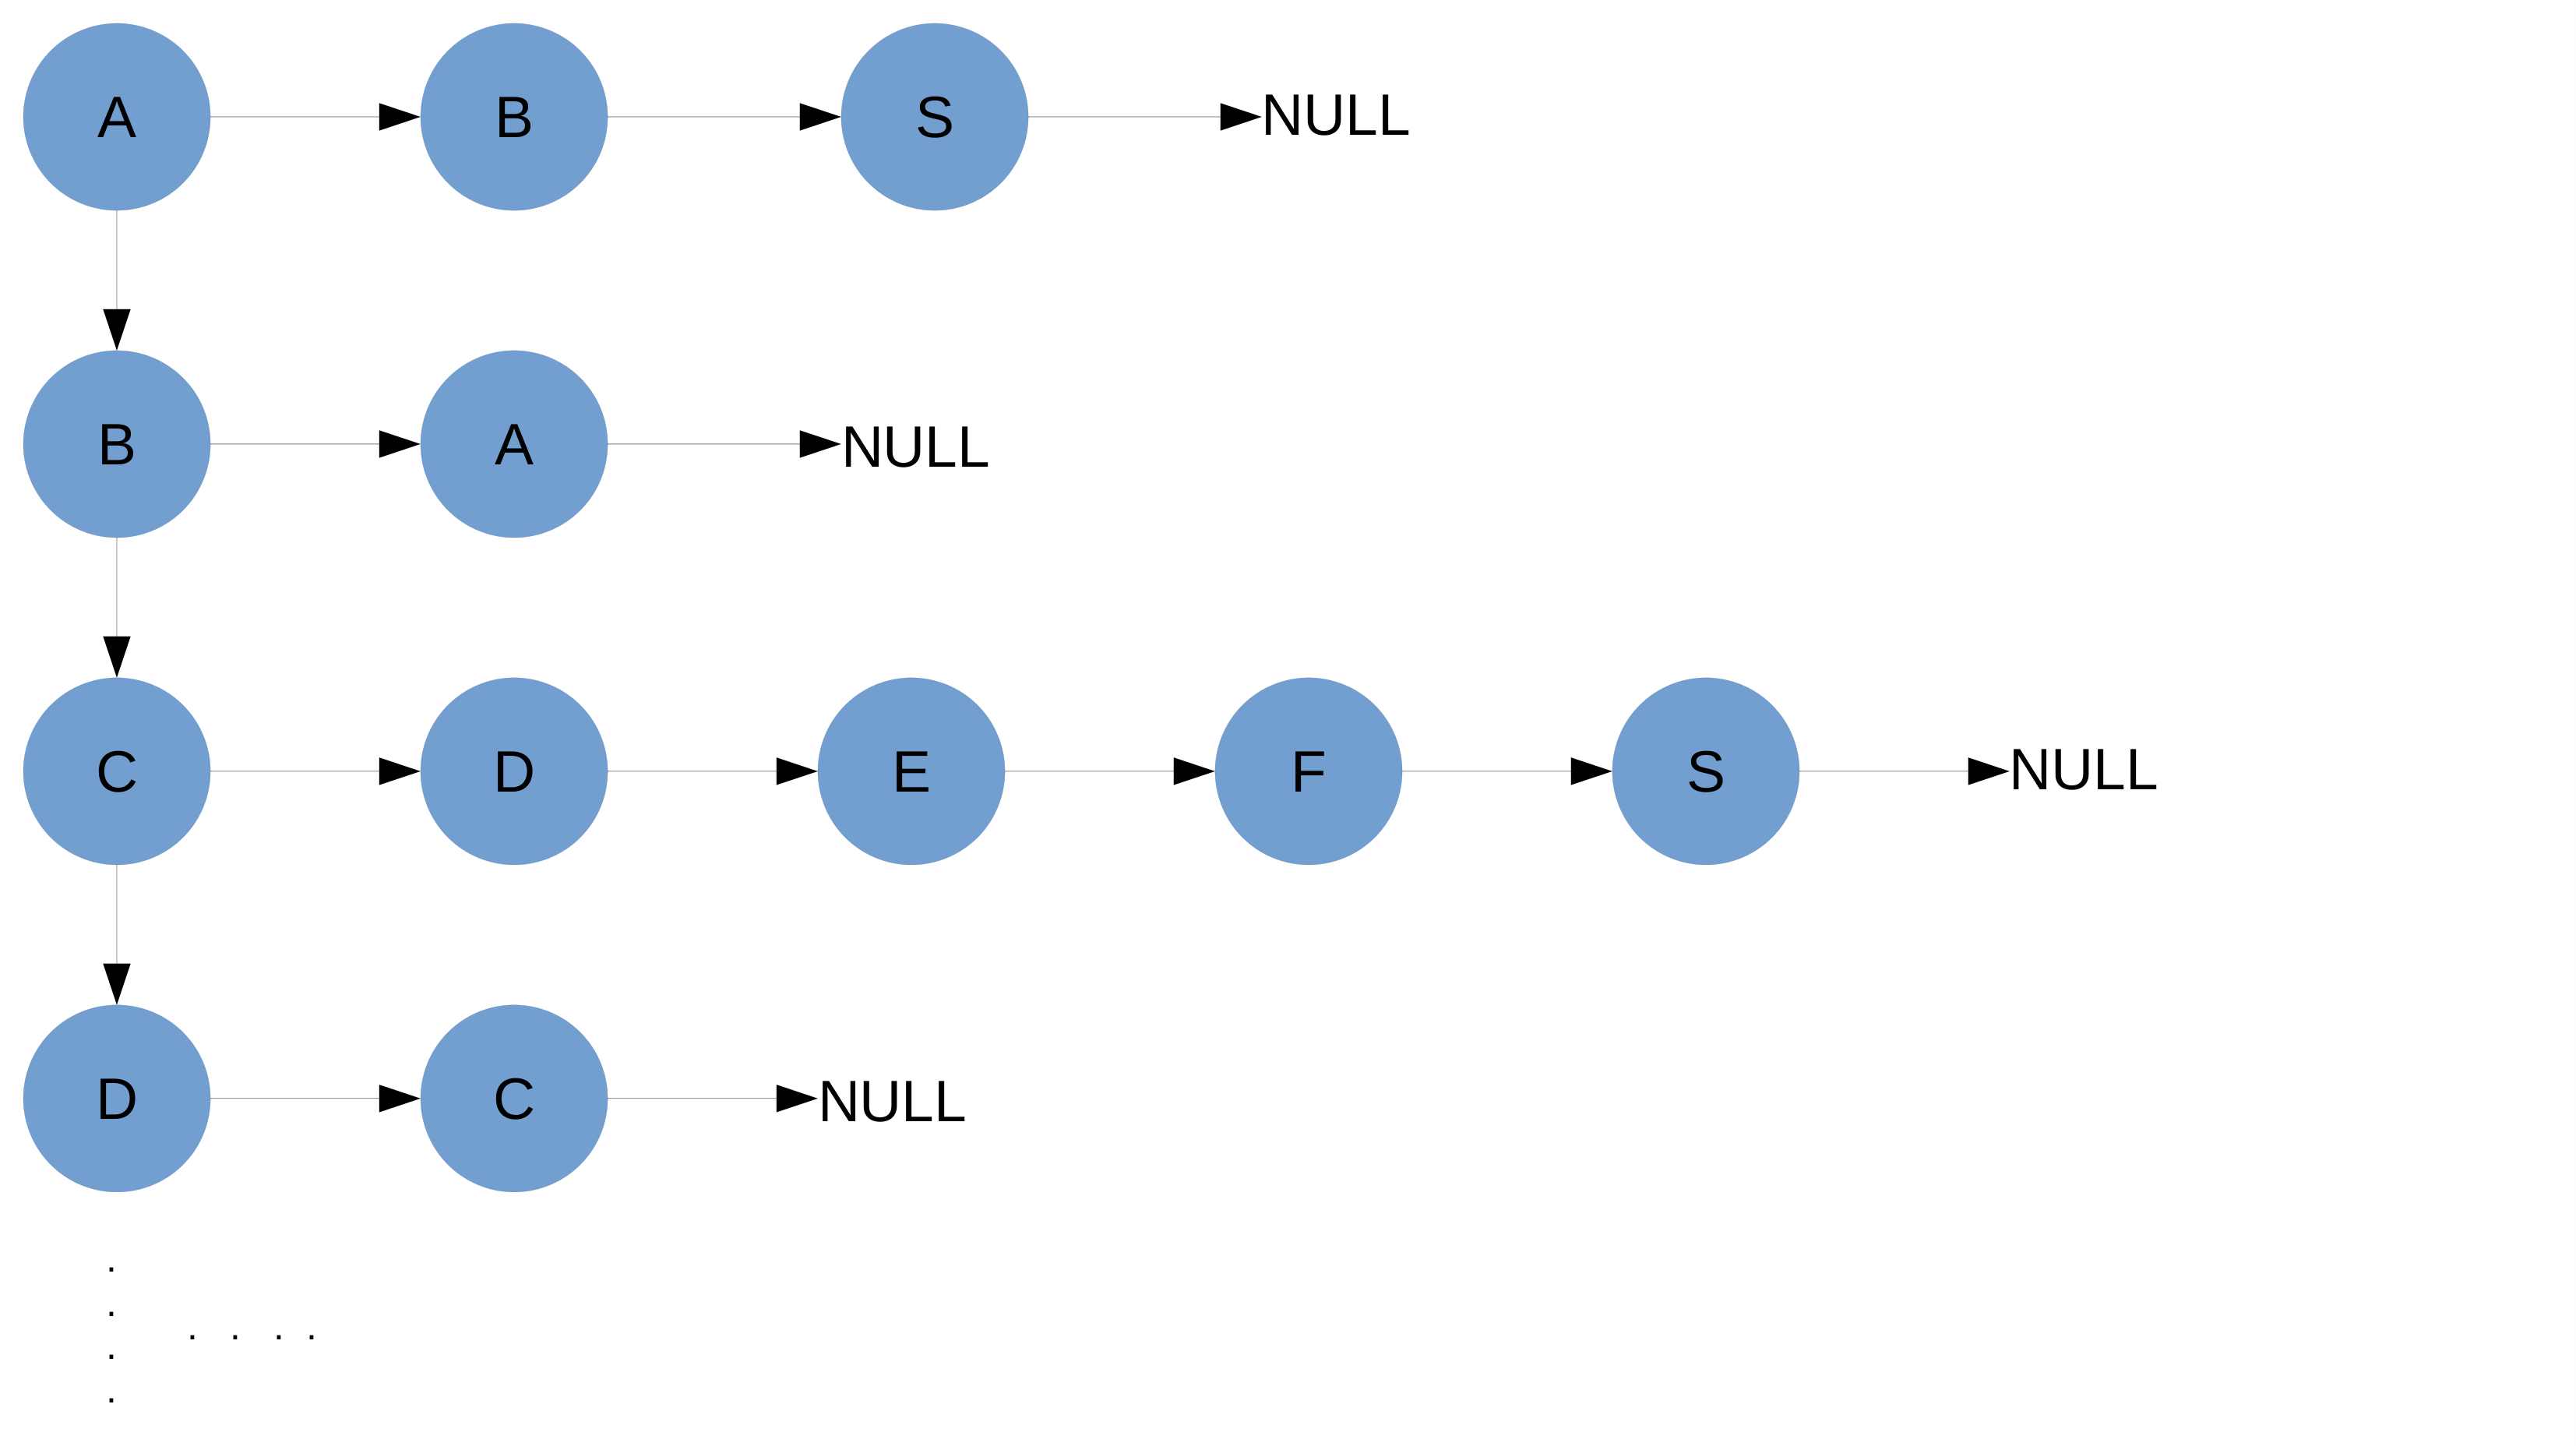 A B S NULL
B A NULL
C D E F S NULL
D C NULL
.
.
. . . .
.
.